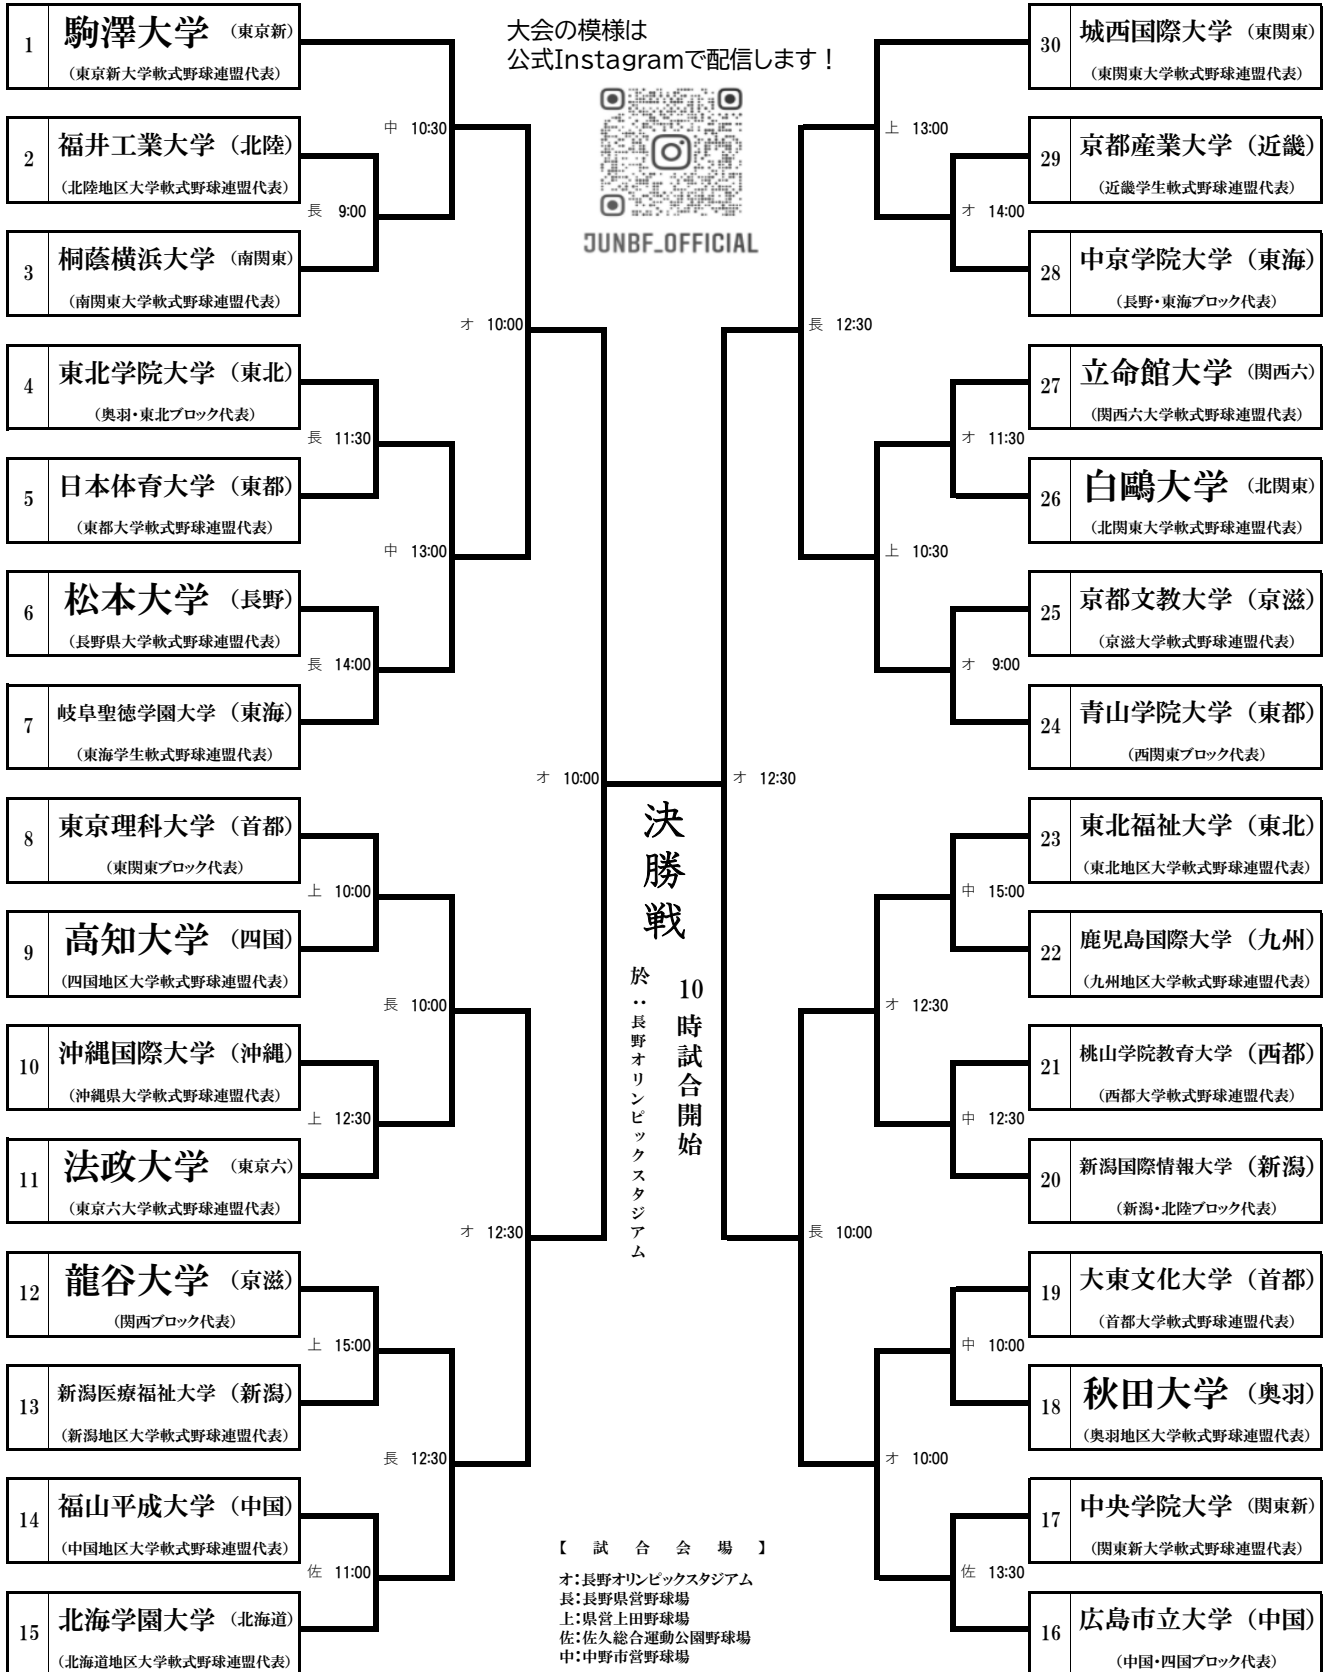 大会の模様は
公式Instagramで配信します!
JUNBF_OFFICIAL
1 駒澤大学 (東京新)
(東京新大学軟式野球連盟代表)
2 福井工業大学 (北陸)
(北陸地区大学軟式野球連盟代表)
3 桐蔭横浜大学 (南関東)
(南関東大学軟式野球連盟代表)
4 東北学院大学 (東北)
(奥羽・東北ブロック代表)
5 日本体育大学 (東都)
(東都大学軟式野球連盟代表)
6 松本大学 (長野)
(長野県大学軟式野球連盟代表)
7 岐阜聖徳学園大学 (東海)
(東海学生軟式野球連盟代表)
8 東京理科大学 (首都)
(東関東ブロック代表)
9 高知大学 (四国)
(四国地区大学軟式野球連盟代表)
10 沖縄国際大学 (沖縄)
(沖縄県大学軟式野球連盟代表)
11 法政大学 (東京六)
(東京六大学軟式野球連盟代表)
12 龍谷大学 (京滋)
(関西ブロック代表)
13 新潟医療福祉大学 (新潟)
(新潟地区大学軟式野球連盟代表)
14 福山平成大学 (中国)
(中国地区大学軟式野球連盟代表)
15 北海学園大学 (北海道)
(北海道地区大学軟式野球連盟代表)
長 9:00
長 11:30
長 14:00
上 10:00
上 12:30
上 15:00
佐 11:00
中 10:30
中 13:00
長 10:00
長 12:30
オ 10:00
オ 12:30
オ 10:00
決勝戦
10時試合開始
於:長野オリンピックスタジアム
オ 12:30
長 12:30
長 10:00
上 13:00
上 10:30
オ 12:30
オ 10:00
オ 14:00
オ 11:30
オ 9:00
中 15:00
中 12:30
中 10:00
佐 13:30
30 城西国際大学 (東関東)
(東関東大学軟式野球連盟代表)
29 京都産業大学 (近畿)
(近畿学生軟式野球連盟代表)
28 中京学院大学 (東海)
(長野・東海ブロック代表)
27 立命館大学 (関西六)
(関西六大学軟式野球連盟代表)
26 白鷗大学 (北関東)
(北関東大学軟式野球連盟代表)
25 京都文教大学 (京滋)
(京滋大学軟式野球連盟代表)
24 青山学院大学 (東都)
(西関東ブロック代表)
23 東北福祉大学 (東北)
(東北地区大学軟式野球連盟代表)
22 鹿児島国際大学 (九州)
(九州地区大学軟式野球連盟代表)
21 桃山学院教育大学 (西都)
(西都大学軟式野球連盟代表)
20 新潟国際情報大学 (新潟)
(新潟・北陸ブロック代表)
19 大東文化大学 (首都)
(首都大学軟式野球連盟代表)
18 秋田大学 (奥羽)
(奥羽地区大学軟式野球連盟代表)
17 中央学院大学 (関東新)
(関東新大学軟式野球連盟代表)
16 広島市立大学 (中国)
(中国・四国ブロック代表)
【 試 合 会 場 】
オ:長野オリンピックスタジアム
長:長野県営野球場
上:県営上田野球場
佐:佐久総合運動公園野球場
中:中野市営野球場